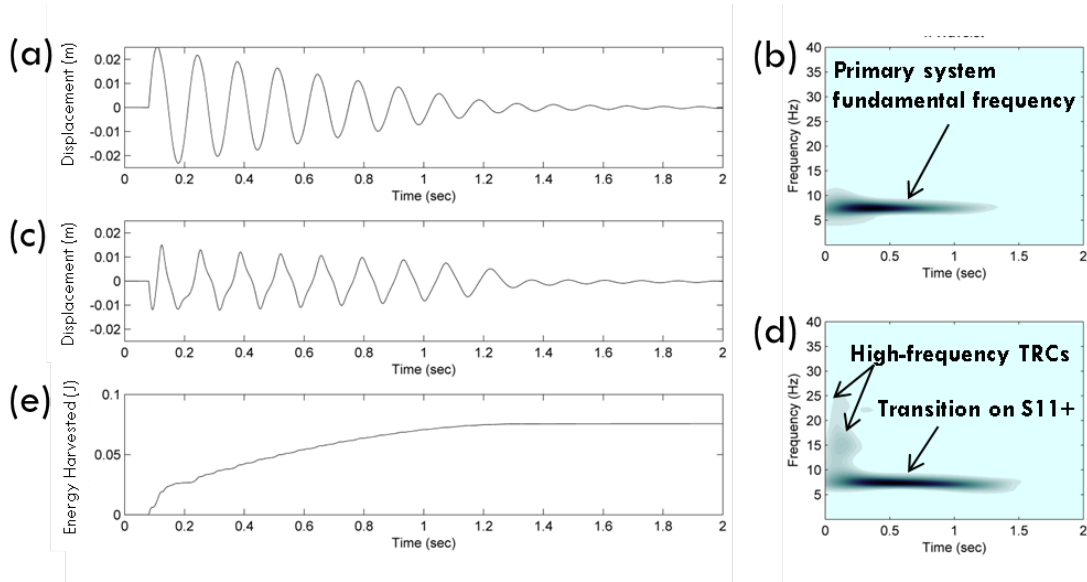 (a)
Displacement (m)
0.02
0.01
0
-0.01
-0.02
0 0.2 0.4 0.6 0.8 1 1.2 1.4 1.6 1.8 2
Time (sec)
(b)
Frequency (Hz)
40
35
30
25
20
15
10
5
Primary system
fundamental frequency
0 0.5 1 1.5 2
Time (sec)
(c)
Displacement (m)
0.02
0.01
0
-0.01
-0.02
0 0.2 0.4 0.6 0.8 1 1.2 1.4 1.6 1.8 2
Time (sec)
(d)
Frequency (Hz)
40
35
30
25
20
15
10
5
High-frequency TRCs
Transition on S11+
0 0.5 1 1.5 2
Time (sec)
(e)
Energy Harvested (J)
0.1
0.05
0
0 0.2 0.4 0.6 0.8 1 1.2 1.4 1.6 1.8 2
Time (sec)